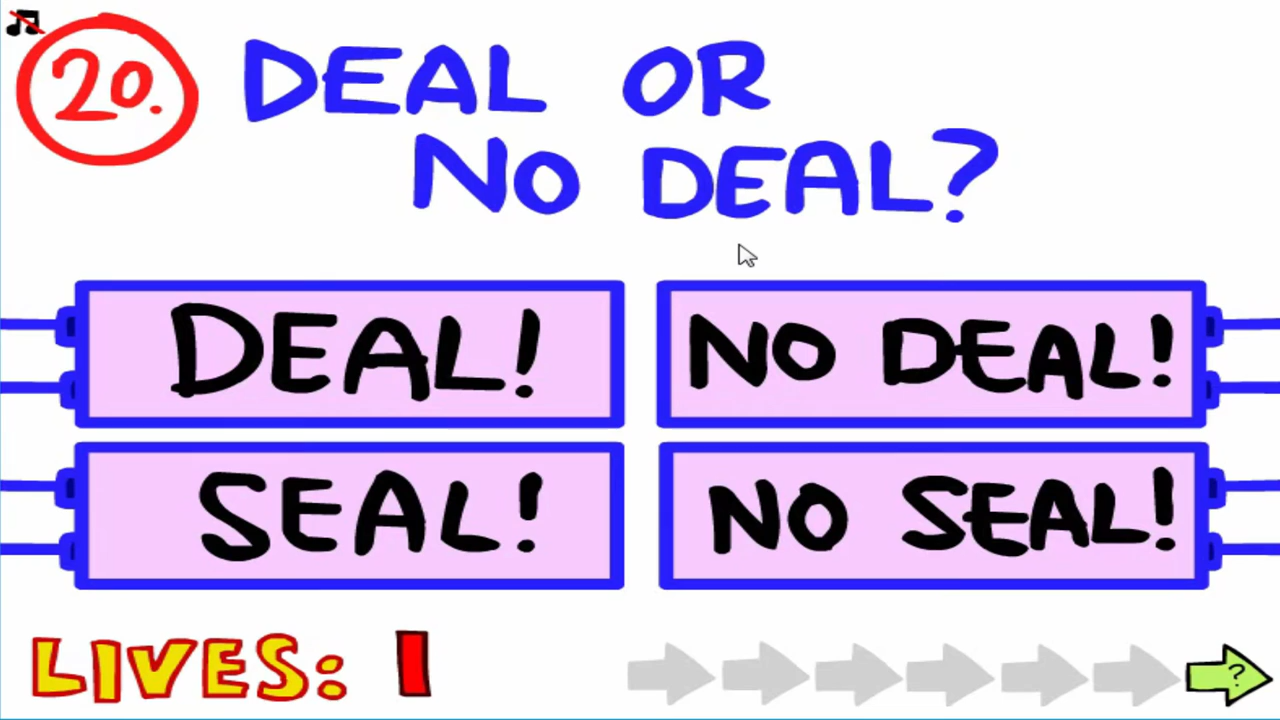 20.
DEAL OR
NO DEAL?
DEAL!
NO DEAL!
SEAL!
NO SEAL!
LIVES: 1
?